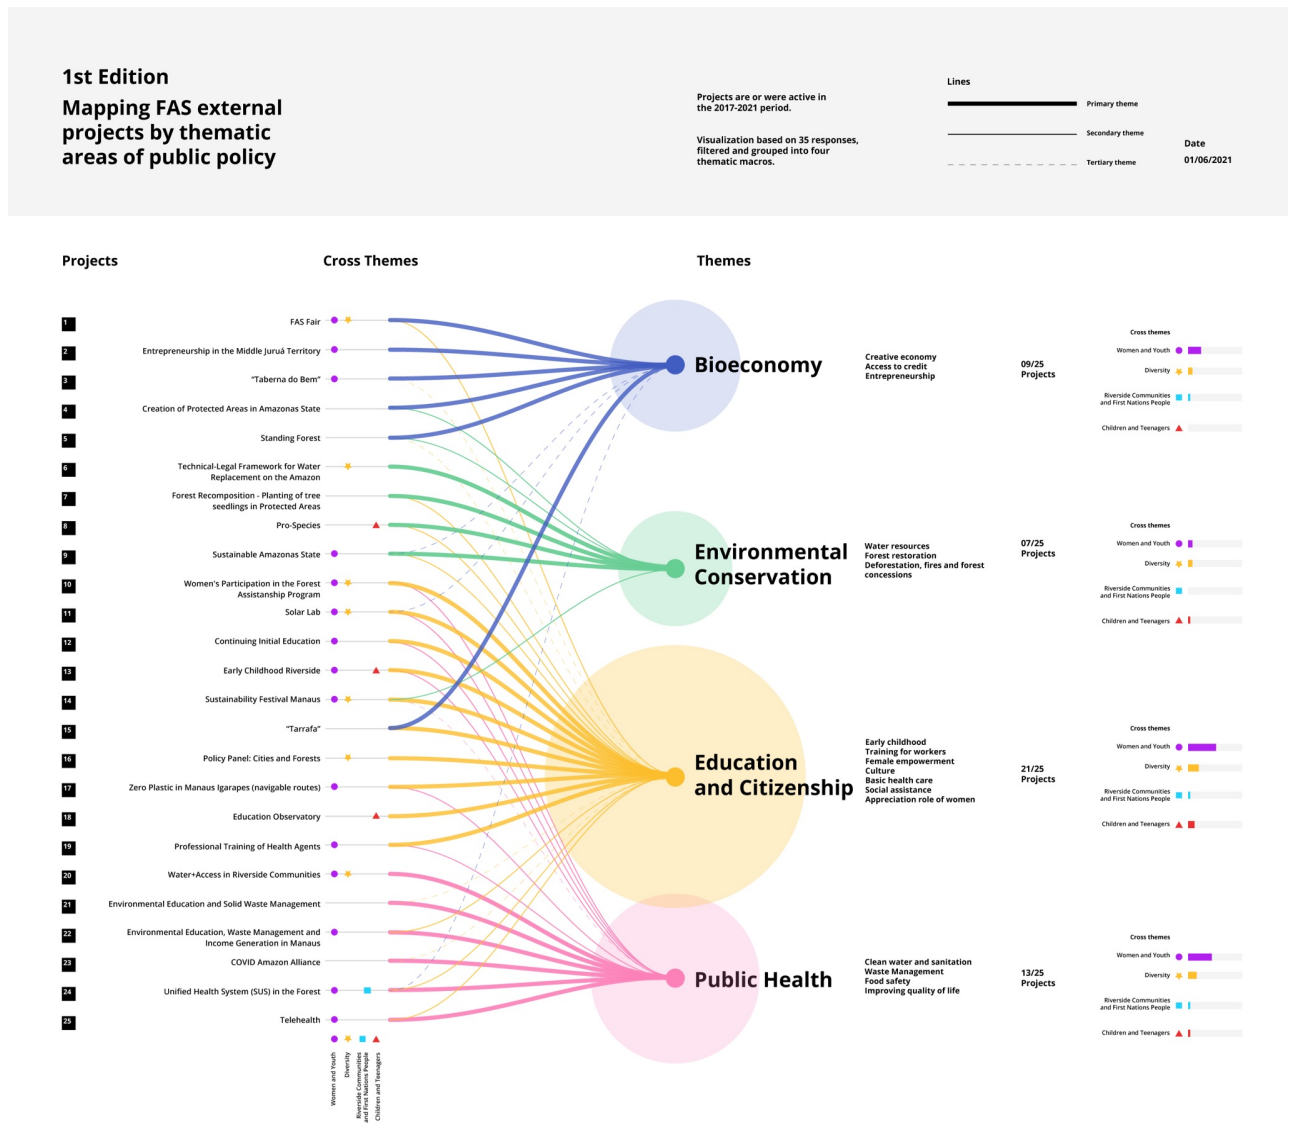 1st Edition
Mapping FAS external
projects by thematic
areas of public policy
Projects are or were active in
the 2017-2021 period.
Visualization based on 35 responses,
filtered and grouped into four
thematic macros.
Lines
Primary theme
Secondary theme
Tertiary theme
Date
01/06/2021
Projects
Cross Themes
Themes
1
FAS Fair
2
Entrepreneurship in the Middle Juruá Territory
3
"Taberna do Bem"
4
Creation of Protected Areas in Amazonas State
5
Standing Forest
6
Technical-Legal Framework for Water
Replacement on the Amazon
7
Forest Recomposition - Planting of tree
seedlings in Protected Areas
8
Pro-Species
9
Sustainable Amazonas State
10
Women's Participation in the Forest
Assistanship Program
11
Solar Lab
12
Continuing Initial Education
13
Early Childhood Riverside
14
Sustainability Festival Manaus
15
"Tarrafa"
16
Policy Panel: Cities and Forests
17
Zero Plastic in Manaus Igarapes (navigable routes)
18
Education Observatory
19
Professional Training of Health Agents
20
Water+Access in Riverside Communities
21
Environmental Education and Solid Waste Management
22
Environmental Education, Waste Management and
Income Generation in Manaus
23
COVID Amazon Alliance
24
Unified Health System (SUS) in the Forest
25
Telehealth
Women and Youth
Diversity
Riverside Communities
and First Nations People
Children and Teenagers
Bioeconomy
Creative economy
Access to credit
Entrepreneurship
09/25
Projects
Cross themes
Women and Youth
Diversity
Riverside Communities
and First Nations People
Children and Teenagers
Environmental
Conservation
Water resources
Forest restoration
Deforestation, fires and forest
concessions
07/25
Projects
Cross themes
Women and Youth
Diversity
Riverside Communities
and First Nations People
Children and Teenagers
Education
and Citizenship
Early childhood
Training for workers
Female empowerment
Culture
Basic health care
Social assistance
Appreciation role of women
21/25
Projects
Cross themes
Women and Youth
Diversity
Riverside Communities
and First Nations People
Children and Teenagers
Public Health
Clean water and sanitation
Waste Management
Food safety
Improving quality of life
13/25
Projects
Cross themes
Women and Youth
Diversity
Riverside Communities
and First Nations People
Children and Teenagers